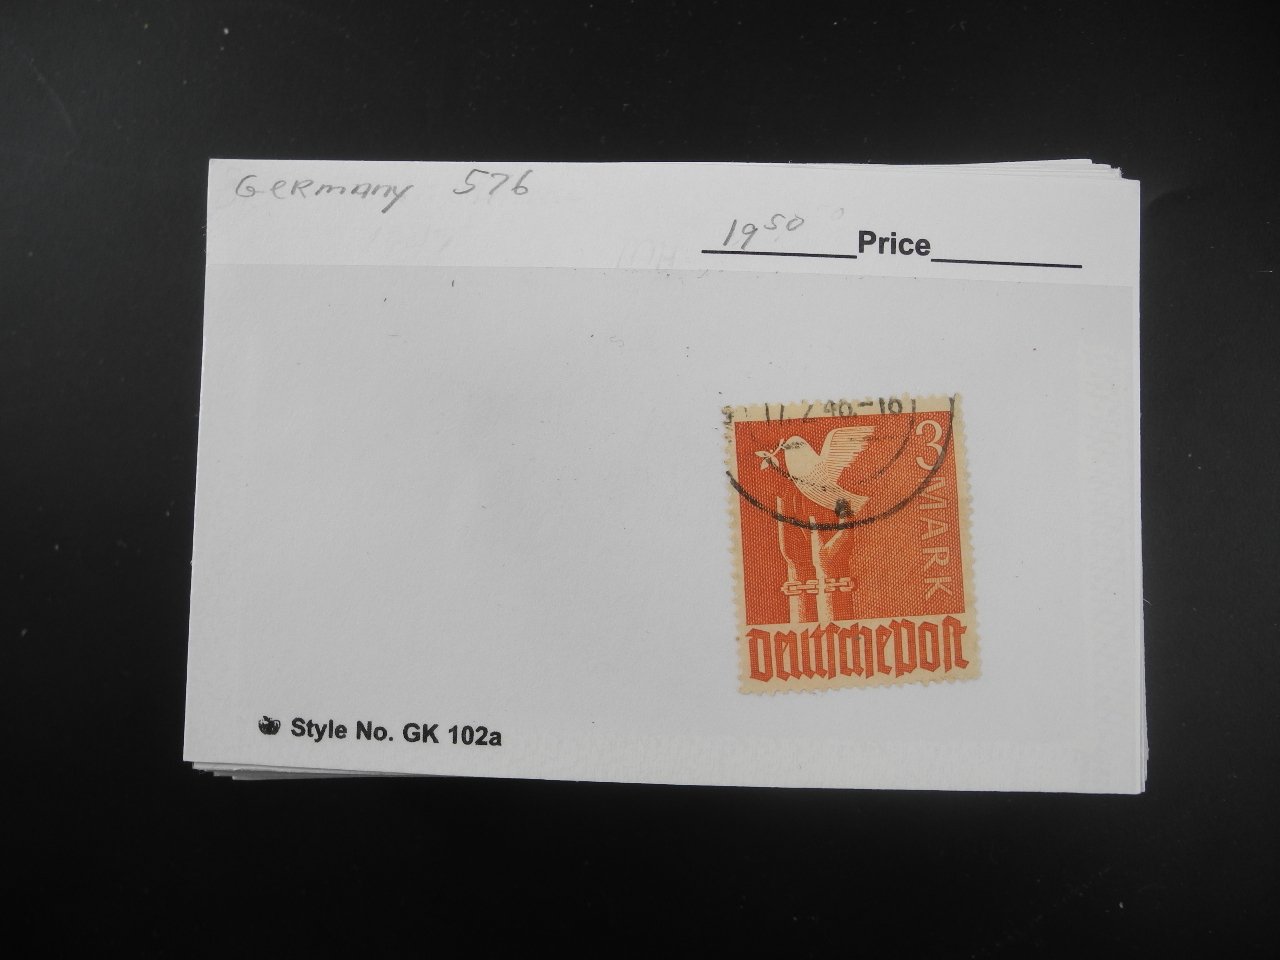 Germany 576
19⁵⁰ Price
3 MARK
Deutsche Post
Style No. GK 102a